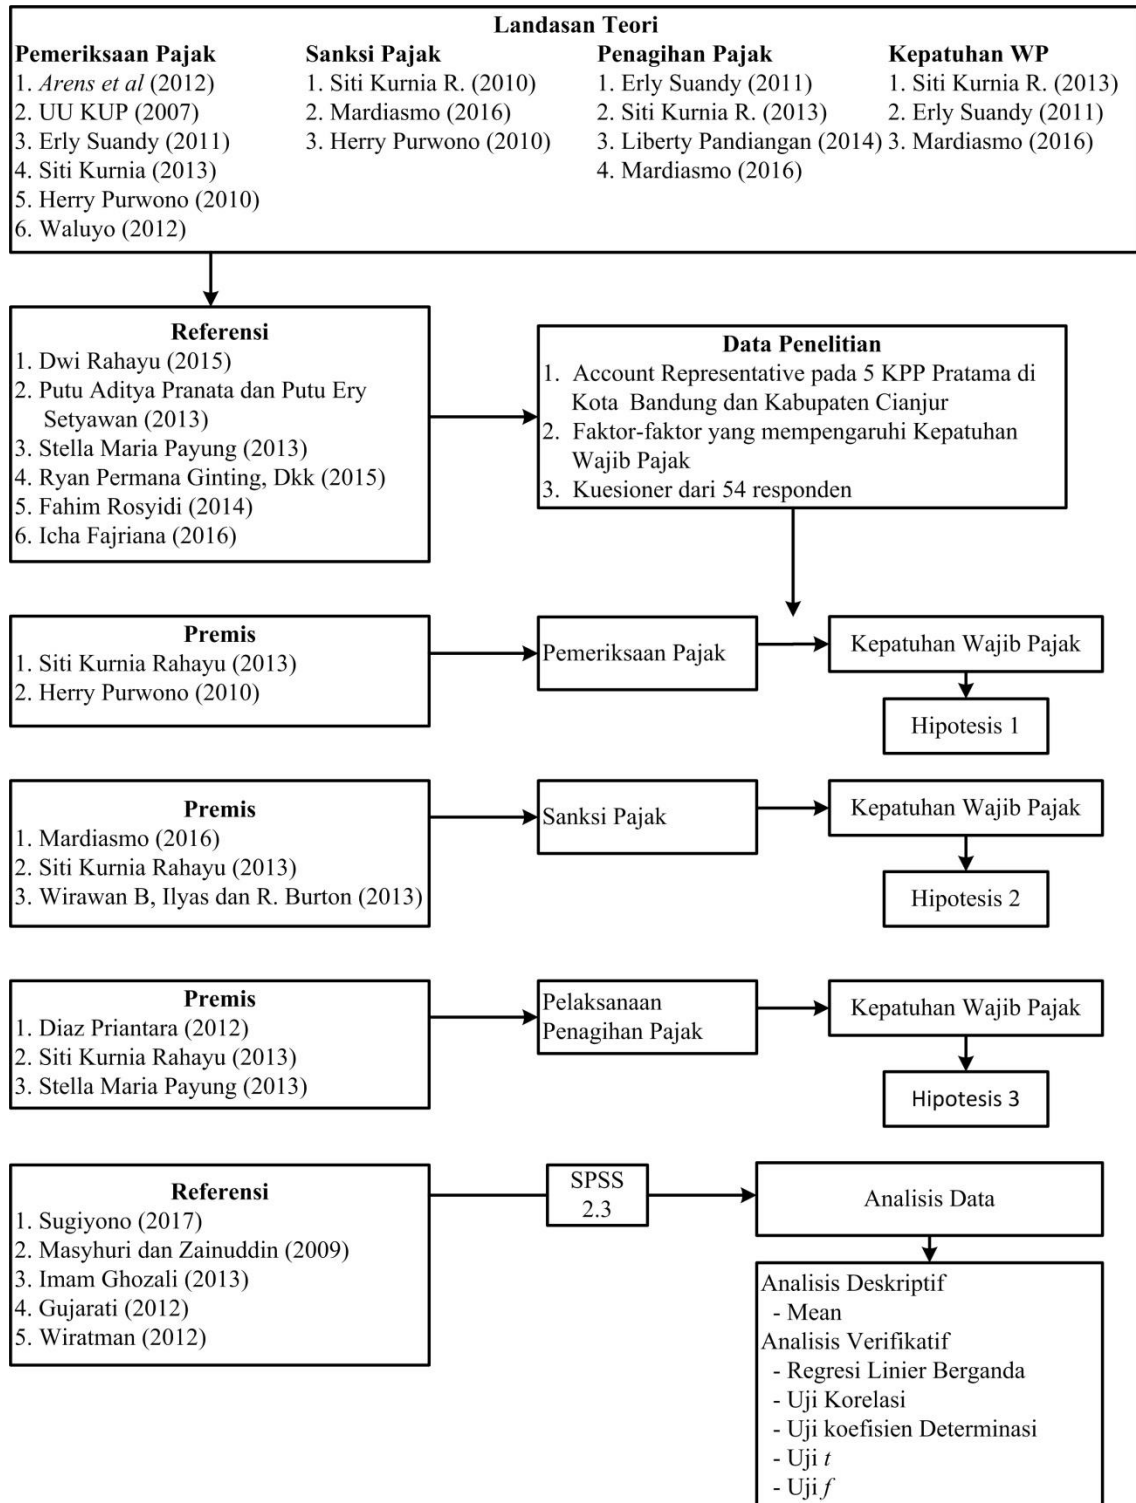 Landasan Teori
Pemeriksaan Pajak
1. Arens et al (2012)
2. UU KUP (2007)
3. Erly Suandy (2011)
4. Siti Kurnia (2013)
5. Herry Purwono (2010)
6. Waluyo (2012)
Sanksi Pajak
1. Siti Kurnia R. (2010)
2. Mardiasmo (2016)
3. Herry Purwono (2010)
Penagihan Pajak
1. Erly Suandy (2011)
2. Siti Kurnia R. (2013)
3. Liberty Pandiangan (2014)
4. Mardiasmo (2016)
Kepatuhan WP
1. Siti Kurnia R. (2013)
2. Erly Suandy (2011)
3. Mardiasmo (2016)
Referensi
1. Dwi Rahayu (2015)
2. Putu Aditya Pranata dan Putu Ery
Setyawan (2013)
3. Stella Maria Payung (2013)
4. Ryan Permana Ginting, Dkk (2015)
5. Fahim Rosyidi (2014)
6. Icha Fajriana (2016)
Data Penelitian
1. Account Representative pada 5 KPP Pratama di
Kota Bandung dan Kabupaten Cianjur
2. Faktor-faktor yang mempengaruhi Kepatuhan
Wajib Pajak
3. Kuesioner dari 54 responden
Premis
1. Siti Kurnia Rahayu (2013)
2. Herry Purwono (2010)
Pemeriksaan Pajak
Kepatuhan Wajib Pajak
Hipotesis 1
Premis
1. Mardiasmo (2016)
2. Siti Kurnia Rahayu (2013)
3. Wirawan B, Ilyas dan R. Burton (2013)
Sanksi Pajak
Kepatuhan Wajib Pajak
Hipotesis 2
Premis
1. Diaz Priantara (2012)
2. Siti Kurnia Rahayu (2013)
3. Stella Maria Payung (2013)
Pelaksanaan
Penagihan Pajak
Kepatuhan Wajib Pajak
Hipotesis 3
Referensi
1. Sugiyono (2017)
2. Masyhuri dan Zainuddin (2009)
3. Imam Ghozali (2013)
4. Gujarati (2012)
5. Wiratman (2012)
SPSS
2.3
Analisis Data
Analisis Deskriptif
- Mean
Analisis Verifikatif
- Regresi Linier Berganda
- Uji Korelasi
- Uji koefisien Determinasi
- Uji t
- Uji f